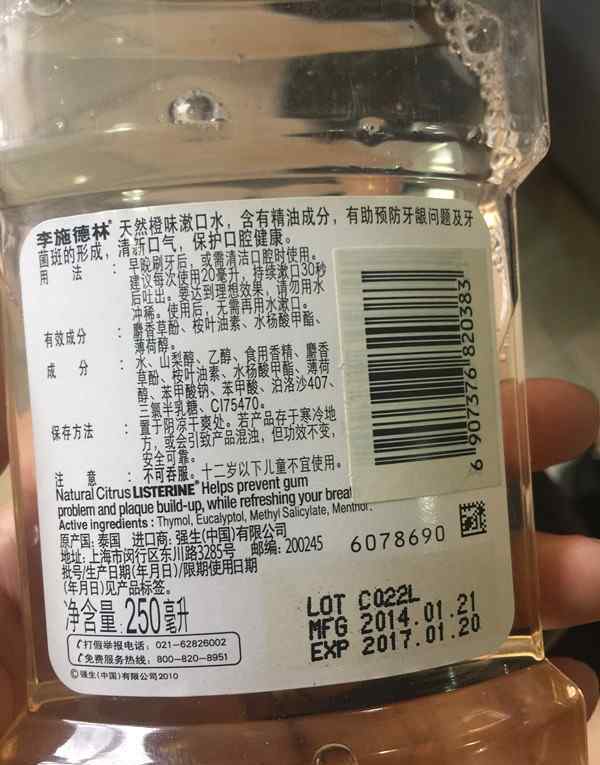 李施德林® 天然橙味漱口水，含有精油成分，有助预防牙龈问题及牙
菌斑的形成，清新口气，保护口腔健康。
用 法 ：早晚刷牙后，或需清洁口腔时使用。
建议每次使用20毫升，持续漱口30秒
后吐出。要达到理想效果，请勿用水
冲稀。使用后，无需再用水漱口。
有效成分 ：麝香草酚、桉叶油素、水杨酸甲酯、
薄荷醇。
成 分 ：水、山梨醇、乙醇、食用香精、麝香
草酚、桉叶油素、水杨酸甲酯、薄荷
醇、苯甲酸钠、苯甲酸、泊洛沙407、
三氯半乳糖、CI75470。
保存方法 ：置于阴凉干爽处。若产品存于寒冷地
方，或会引致产品混浊，但功效不变，
安全可靠。
注 意 ：不可吞服。十二岁以下儿童不宜使用。
Natural Citrus LISTERINE® Helps prevent gum
problem and plaque build-up, while refreshing your breat
Active ingredients : Thymol, Eucalyptol, Methyl Salicylate, Menthol.
原产国：泰国 进口商：强生(中国)有限公司
地址：上海市闵行区东川路3285号 邮编：200245
批号/生产日期(年月日)/限期使用日期
(年月日)见产品标签。
净含量：250毫升
打假举报电话：021-62826002
免费服务热线：800-820-8951
©强生(中国)有限公司2010
6 907376 820383
6078690
LOT C022L
MFG 2014.01.21
EXP 2017.01.20